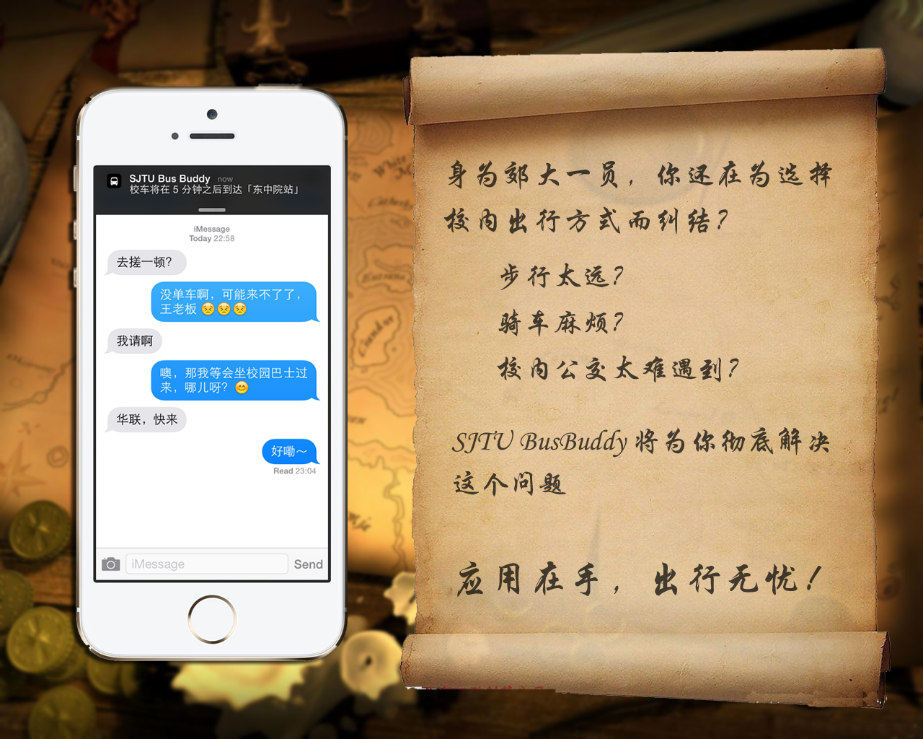 SJTU Bus Buddy now
校车将在 5 分钟之后到达「东中院站」
iMessage
Today 22:58
去搓一顿?
没单车啊，可能来不了了，
王老板 😣😣😣
我请啊
噢，那我等会坐校园巴士过
来，哪儿呀？ 😊
华联，快来
好嘞～
Read 23:04
iMessage
Send
身为郊大一员，你还在为选择
校内出行方式而纠结？
步行太远？
骑车麻烦？
校内公交太难遇到？
SJTU BusBuddy 将为你彻底解决
这个问题
应用在手，出行无忧！